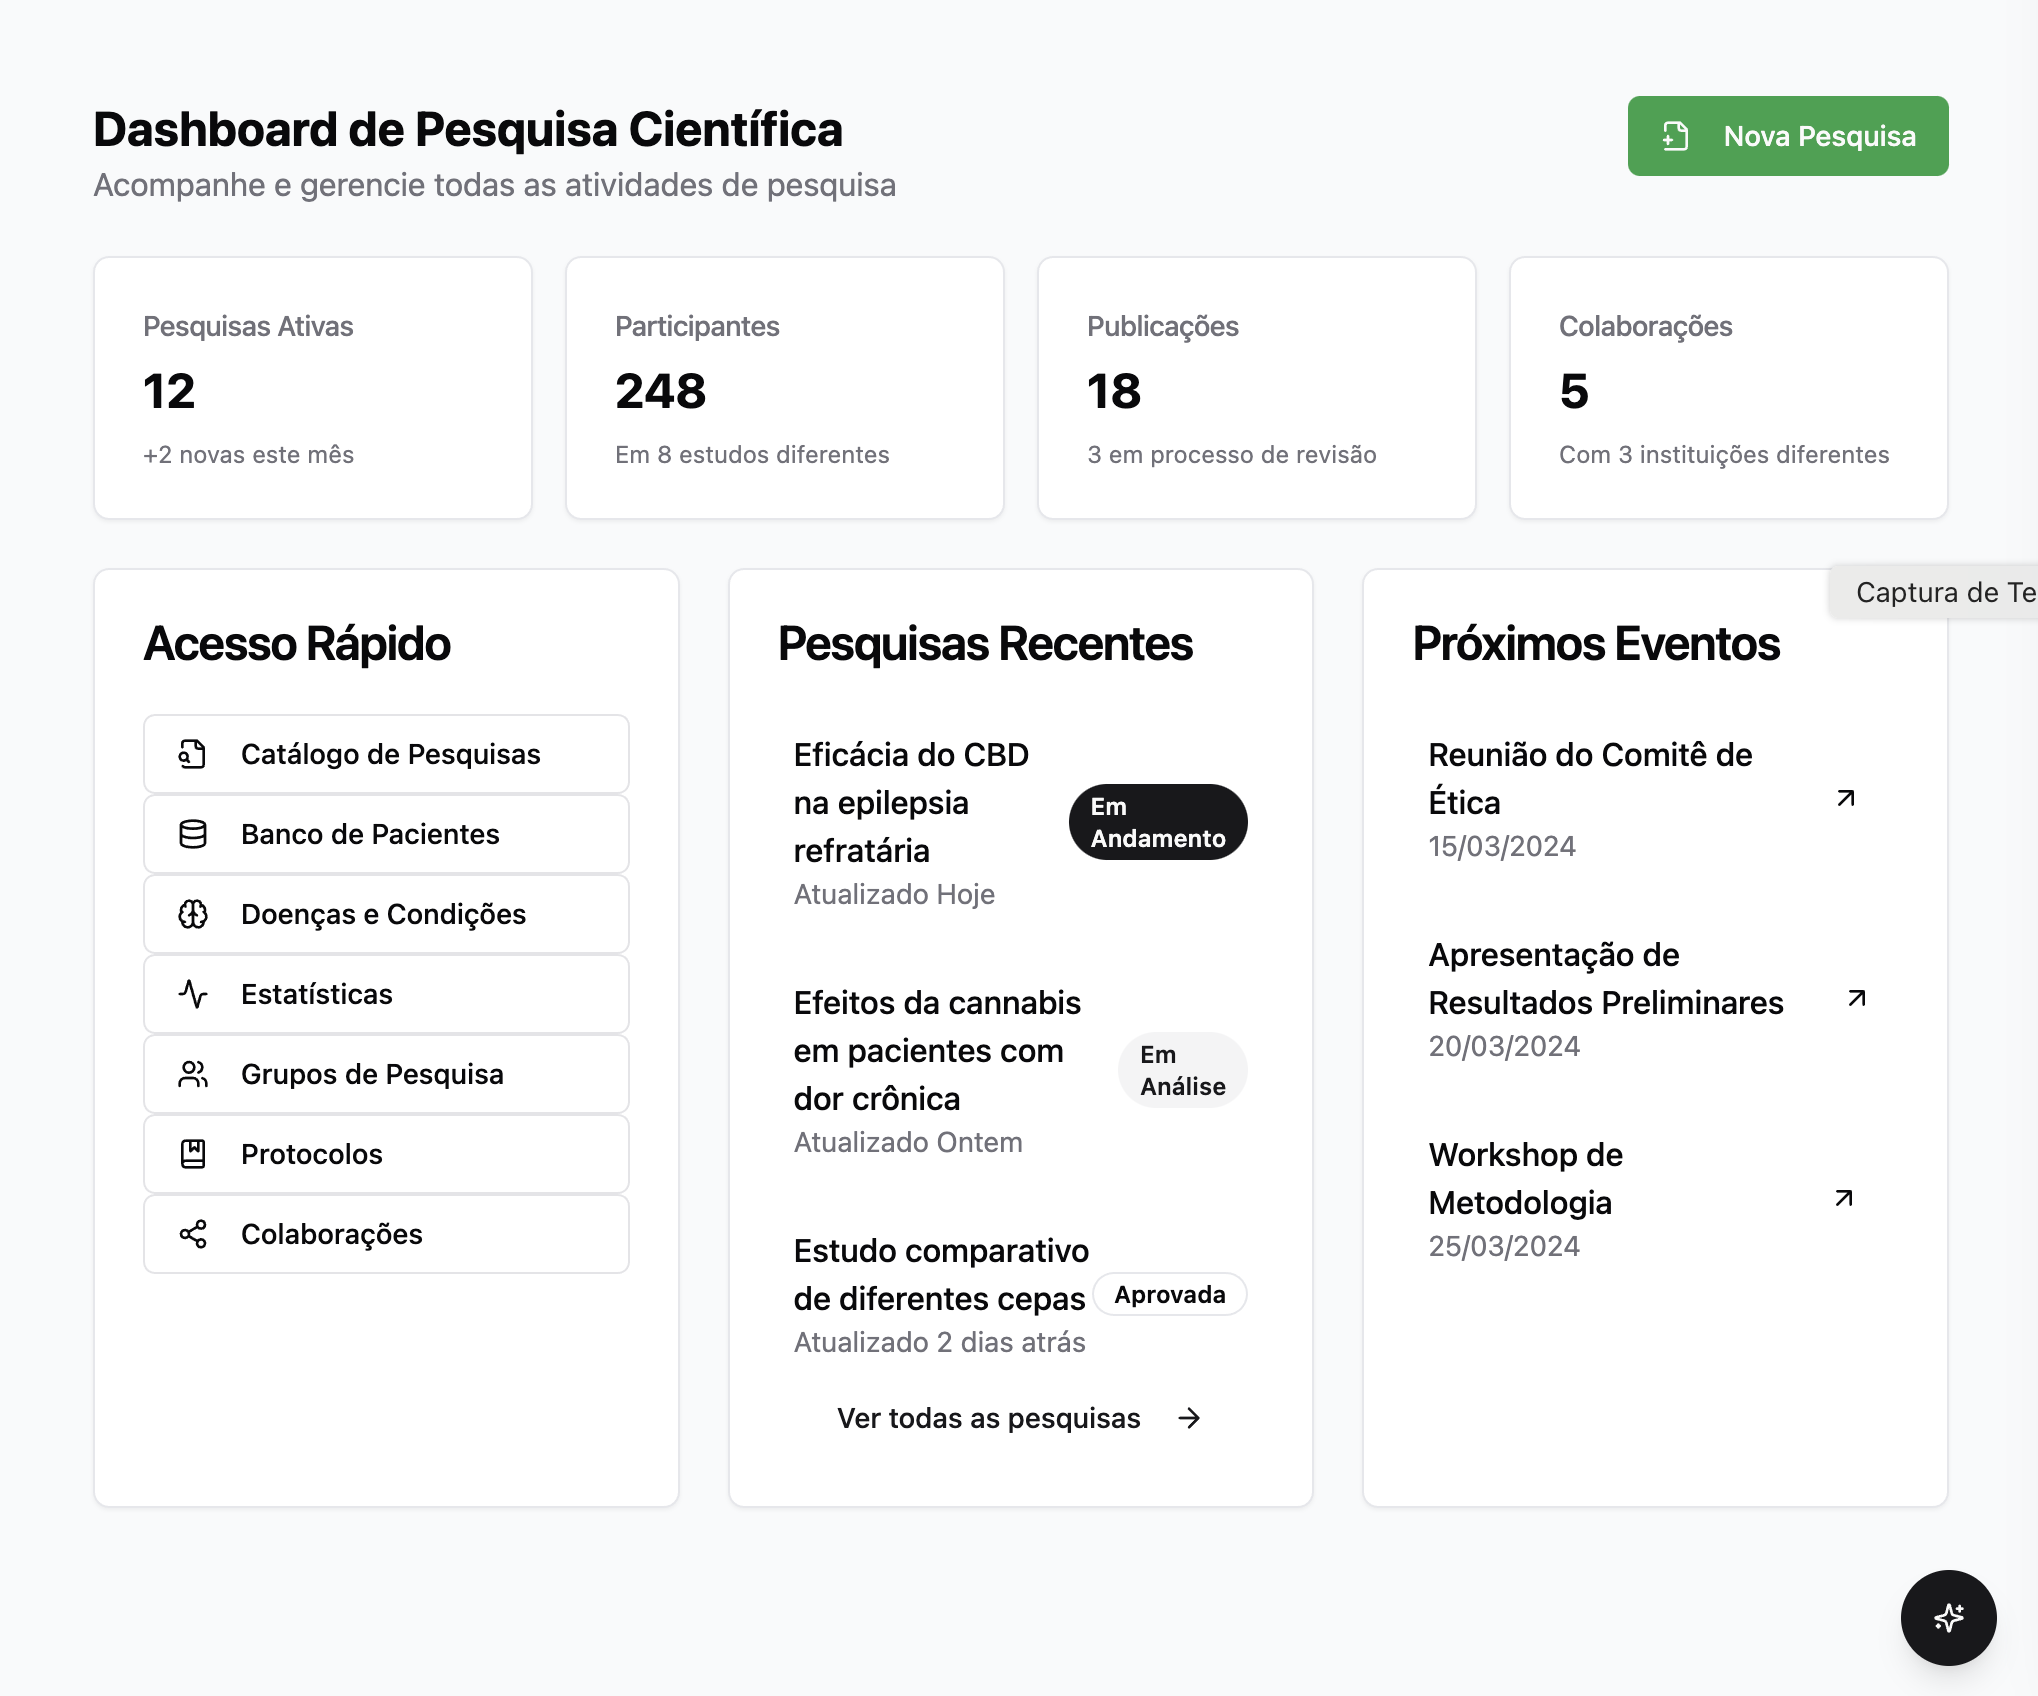 Dashboard de Pesquisa Científica
Acompanhe e gerencie todas as atividades de pesquisa
Nova Pesquisa
Pesquisas Ativas
12
+2 novas este mês
Participantes
248
Em 8 estudos diferentes
Publicações
18
3 em processo de revisão
Colaborações
5
Com 3 instituições diferentes
Captura de Te
Acesso Rápido
Catálogo de Pesquisas
Banco de Pacientes
Doenças e Condições
Estatísticas
Grupos de Pesquisa
Protocolos
Colaborações
Pesquisas Recentes
Eficácia do CBD
na epilepsia
refratária
Atualizado Hoje
Em
Andamento
Efeitos da cannabis
em pacientes com
dor crônica
Atualizado Ontem
Em
Análise
Estudo comparativo
de diferentes cepas
Atualizado 2 dias atrás
Aprovada
Ver todas as pesquisas
Próximos Eventos
Reunião do Comitê de
Ética
15/03/2024
Apresentação de
Resultados Preliminares
20/03/2024
Workshop de
Metodologia
25/03/2024